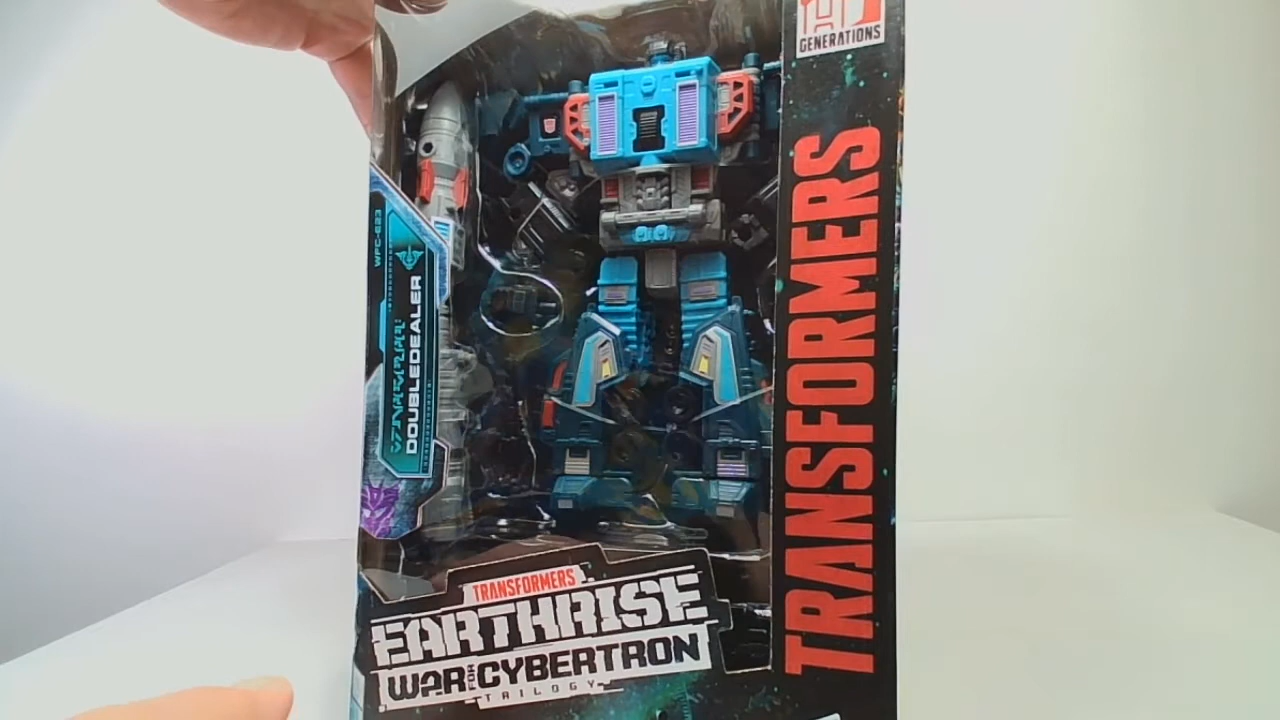 GENERATIONS
TRANSFORMERS
WFC-E23
DOUBLEDEALER
TRANSFORMERS
EARTHRISE
WAR FOR CYBERTRON
TRILOGY